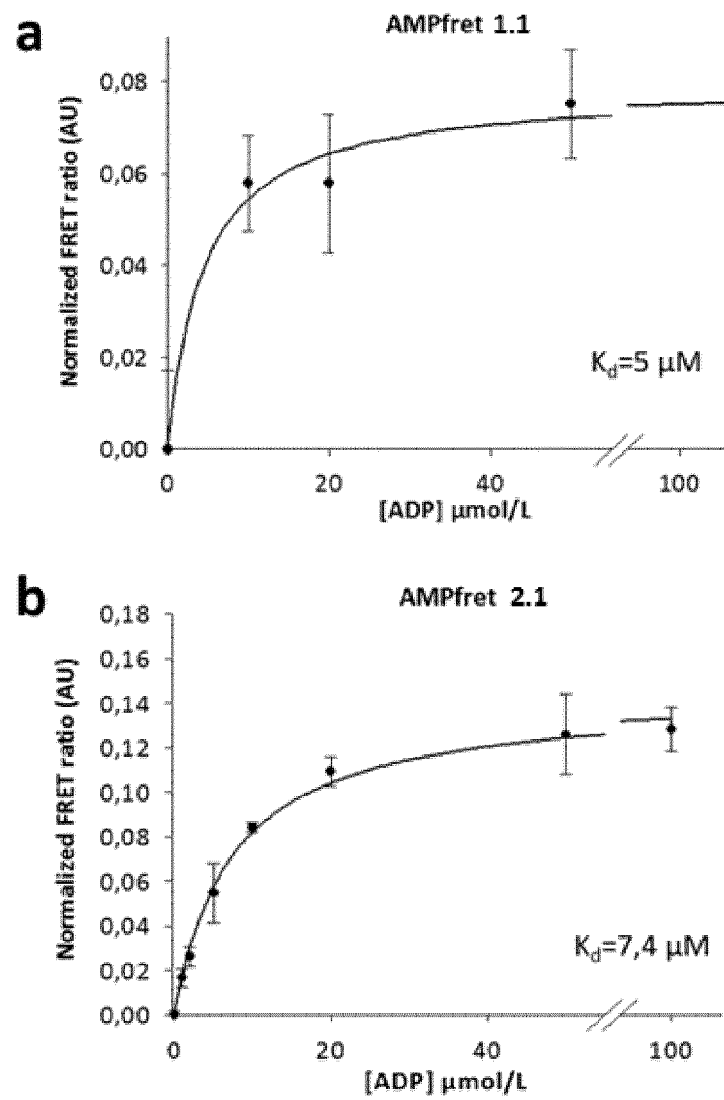 a
AMPfret 1.1
Normalized FRET ratio (AU)
0,08
0,06
0,04
0,02
0,00
K_d=5 µM
0 20 40 100
[ADP] µmol/L
b
AMPfret 2.1
Normalized FRET ratio (AU)
0,18
0,16
0,14
0,12
0,10
0,08
0,06
0,04
0,02
0,00
K_d=7,4 µM
0 20 40 100
[ADP] µmol/L